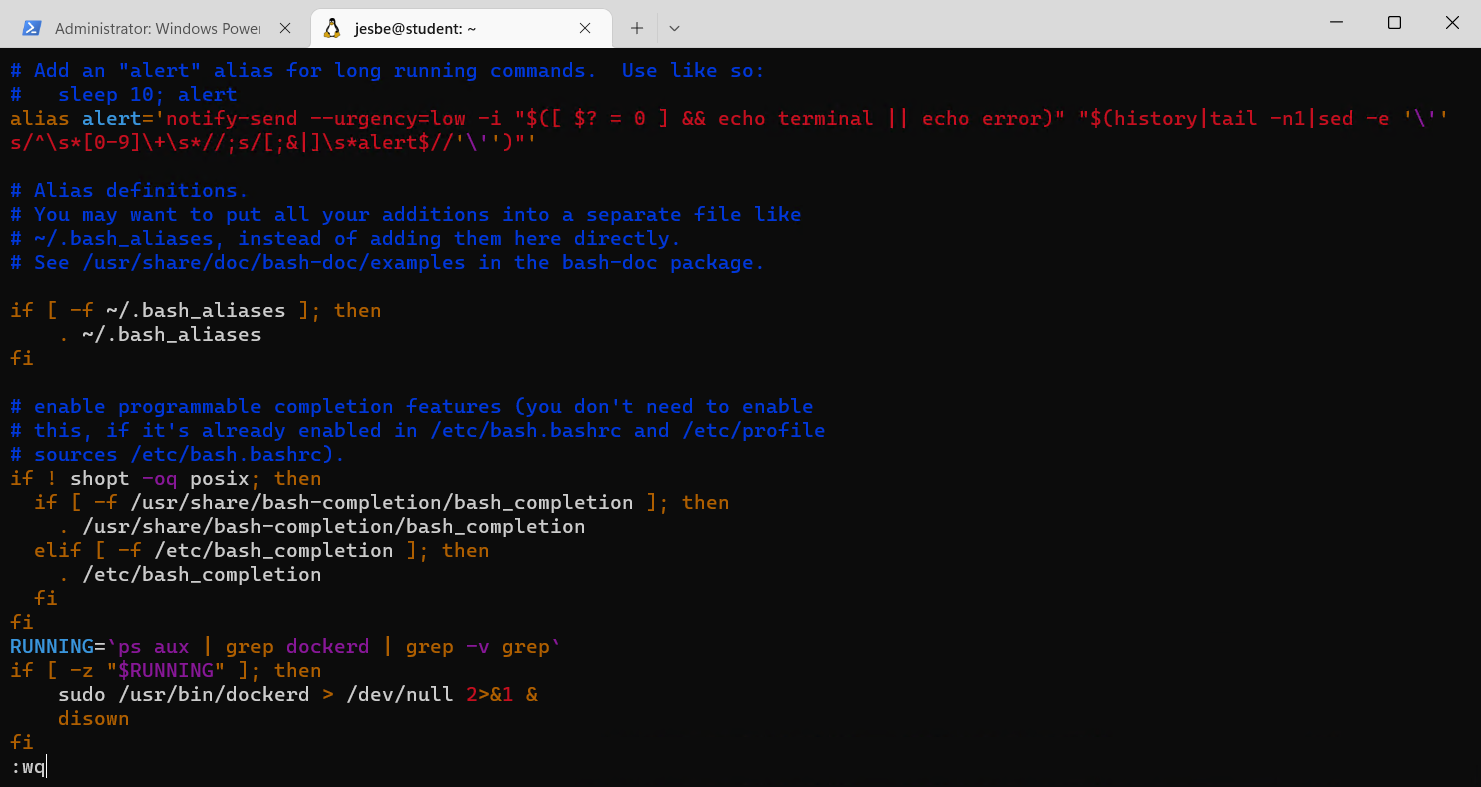 Administrator: Windows Power
jesbe@student: ~
# Add an "alert" alias for long running commands.  Use like so:
#   sleep 10; alert
alias alert='notify-send --urgency=low -i "$([ $? = 0 ] && echo terminal || echo error)" "$(history|tail -n1|sed -e '\''
s/^\s*[0-9]\+\s*//;s/[;&|]\s*alert$//'\'')"'
# Alias definitions.
# You may want to put all your additions into a separate file like
# ~/.bash_aliases, instead of adding them here directly.
# See /usr/share/doc/bash-doc/examples in the bash-doc package.
if [ -f ~/.bash_aliases ]; then
    . ~/.bash_aliases
fi
# enable programmable completion features (you don't need to enable
# this, if it's already enabled in /etc/bash.bashrc and /etc/profile
# sources /etc/bash.bashrc).
if ! shopt -oq posix; then
  if [ -f /usr/share/bash-completion/bash_completion ]; then
    . /usr/share/bash-completion/bash_completion
  elif [ -f /etc/bash_completion ]; then
    . /etc/bash_completion
  fi
fi
RUNNING=`ps aux | grep dockerd | grep -v grep`
if [ -z "$RUNNING" ]; then
    sudo /usr/bin/dockerd > /dev/null 2>&1 &
    disown
fi
:wq